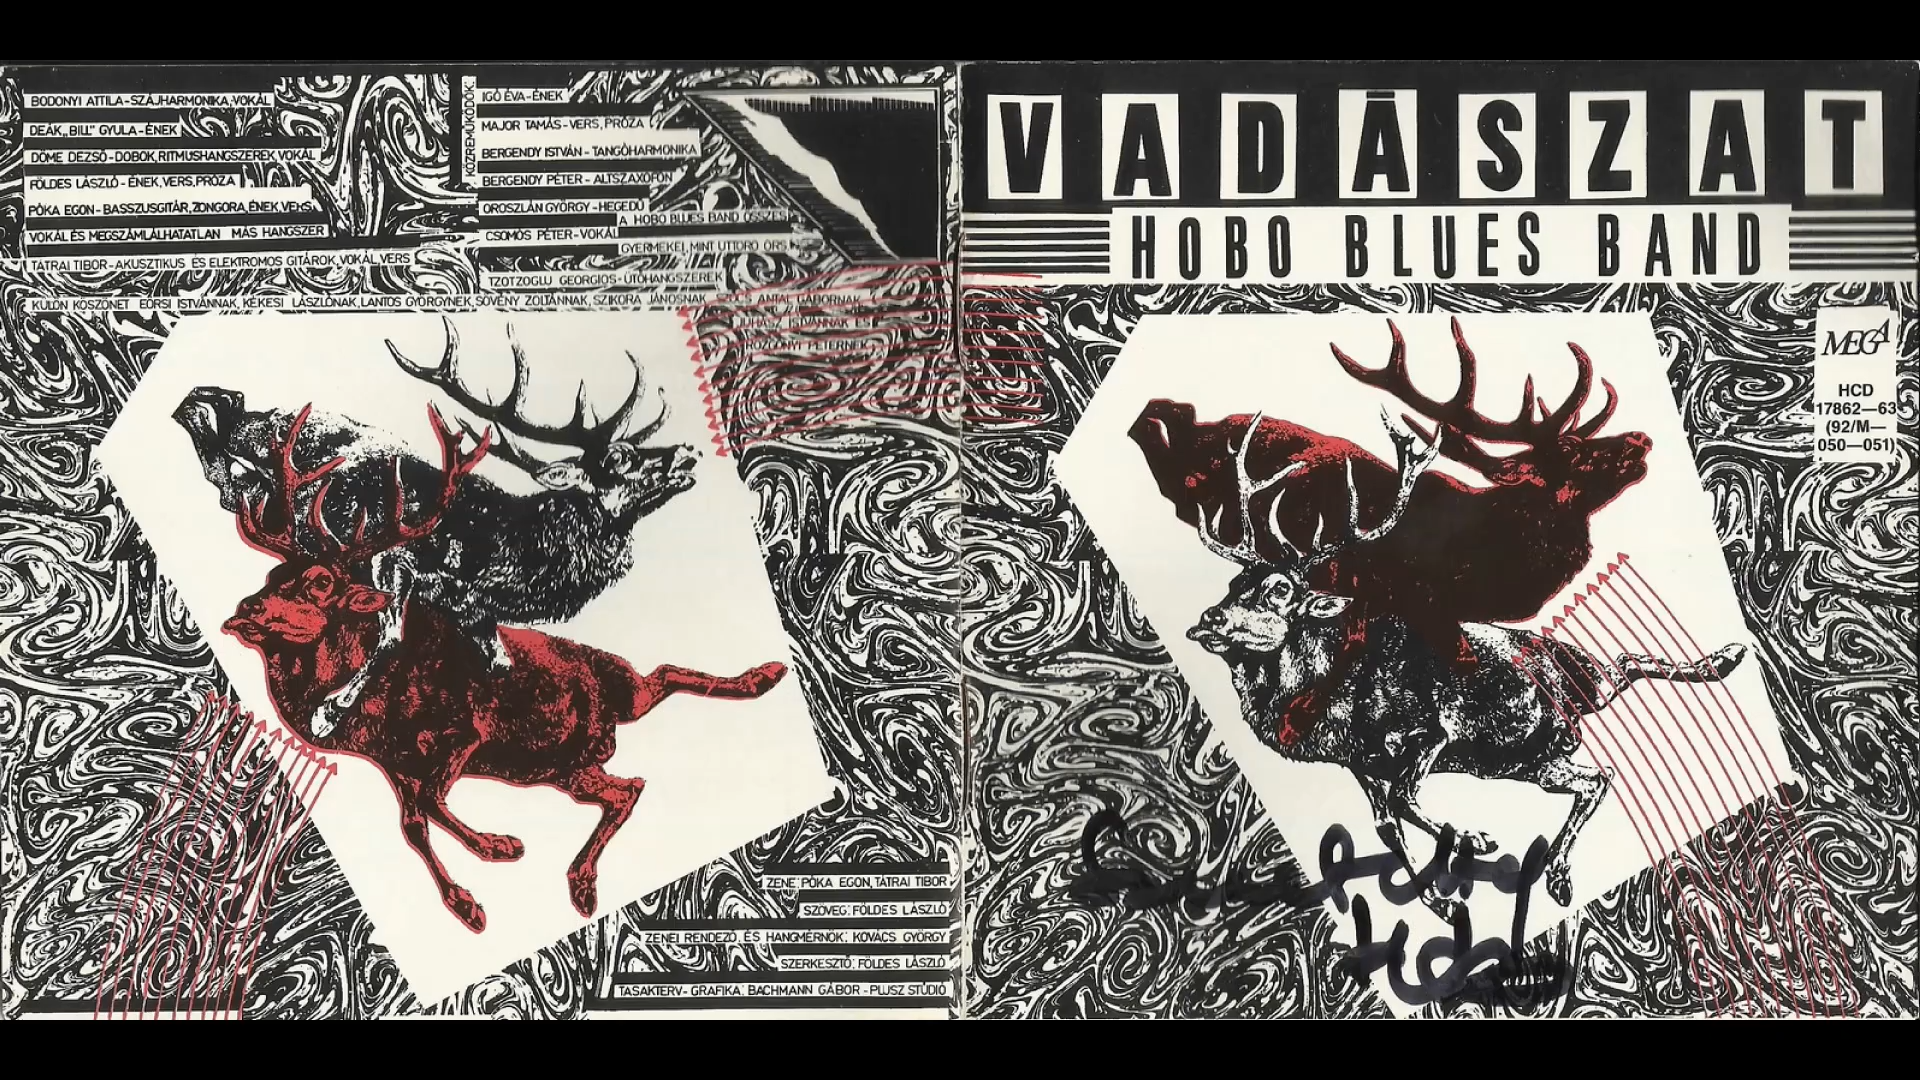 BODONYI ATTILA-SZÁJHARMONIKA, VOKÁL
DEÁK „BILL" GYULA-ÉNEK
DÖME DEZSŐ-DOBOK, RITMUSHANGSZEREK, VOKÁL
FÖLDES LÁSZLÓ-ÉNEK, VERS, PRÓZA
PÓKA EGON-BASSZUSGITÁR, ZONGORA, ÉNEK, VERS,
VOKÁL ÉS MEGSZÁMLÁLHATATLAN MÁS HANGSZER
TÁTRAI TIBOR-AKUSZTIKUS ÉS ELEKTROMOS GITÁROK, VOKÁL, VERS
KÖZREMŰKÖDŐK:
IGÓ ÉVA-ÉNEK
MAJOR TAMÁS-VERS, PRÓZA
BERGENDY ISTVÁN-TANGÓHARMONIKA
BERGENDY PÉTER-ALTSZAXOFON
OROSZLÁN GYÖRGY-HEGEDŰ
CSOMÓS PÉTER-VOKÁL
A HOBO BLUES BAND ÖSSZES
GYERMEKEI, MINT ÚTTÖRŐ ŐRS
TZOTZOGLU GEORGIOS-ÜTŐHANGSZEREK
KÜLÖN KÖSZÖNET EÖRSI ISTVÁNNAK, KÉKESI LÁSZLÓNAK, LANTOS GYÖRGYNEK, SÖVÉNY ZOLTÁNNAK, SZIKORA JÁNOSNAK, SZŰCS ANTAL GÁBORNAK,
JUHÁSZ ISTVÁNNAK ÉS
ROZGONYI PÉTERNEK
ZENE: PÓKA EGON, TÁTRAI TIBOR
SZÖVEG: FÖLDES LÁSZLÓ
ZENEI RENDEZŐ ÉS HANGMÉRNÖK: KOVÁCS GYÖRGY
SZERKESZTŐ: FÖLDES LÁSZLÓ
TASAKTERV-GRAFIKA: BACHMANN GÁBOR-PLUSZ STÚDIÓ
VADÁSZAT
HOBO BLUES BAND
MEGA
HCD
17862—63
(92/M—
050—051)